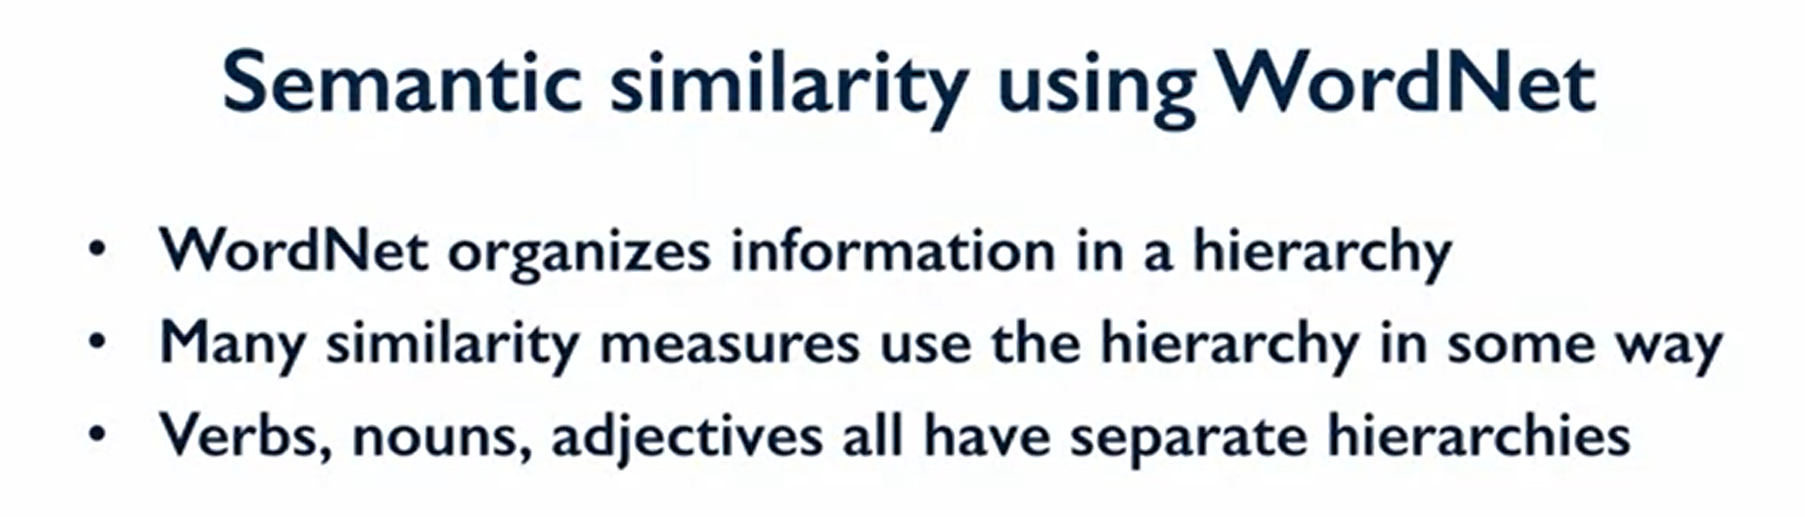 Semantic similarity using WordNet
• WordNet organizes information in a hierarchy
• Many similarity measures use the hierarchy in some way
• Verbs, nouns, adjectives all have separate hierarchies